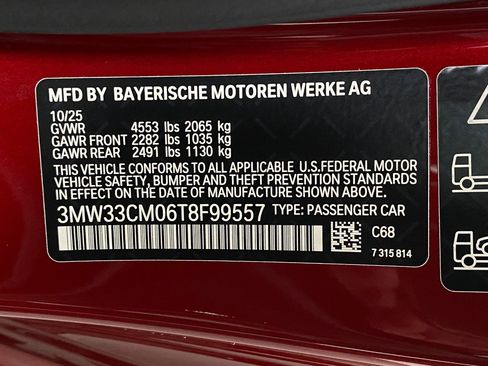 MFD BY BAYERISCHE MOTOREN WERKE AG
10/25
GVWR 4553 lbs 2065 kg
GAWR FRONT 2282 lbs 1035 kg
GAWR REAR 2491 lbs 1130 kg
THIS VEHICLE CONFORMS TO ALL APPLICABLE U.S.FEDERAL MOTOR
VEHICLE SAFETY, BUMPER AND THEFT PREVENTION STANDARDS IN
EFFECT ON THE DATE OF MANUFACTURE SHOWN ABOVE.
3MW33CM06T8F99557 TYPE: PASSENGER CAR
C68
7 315 814